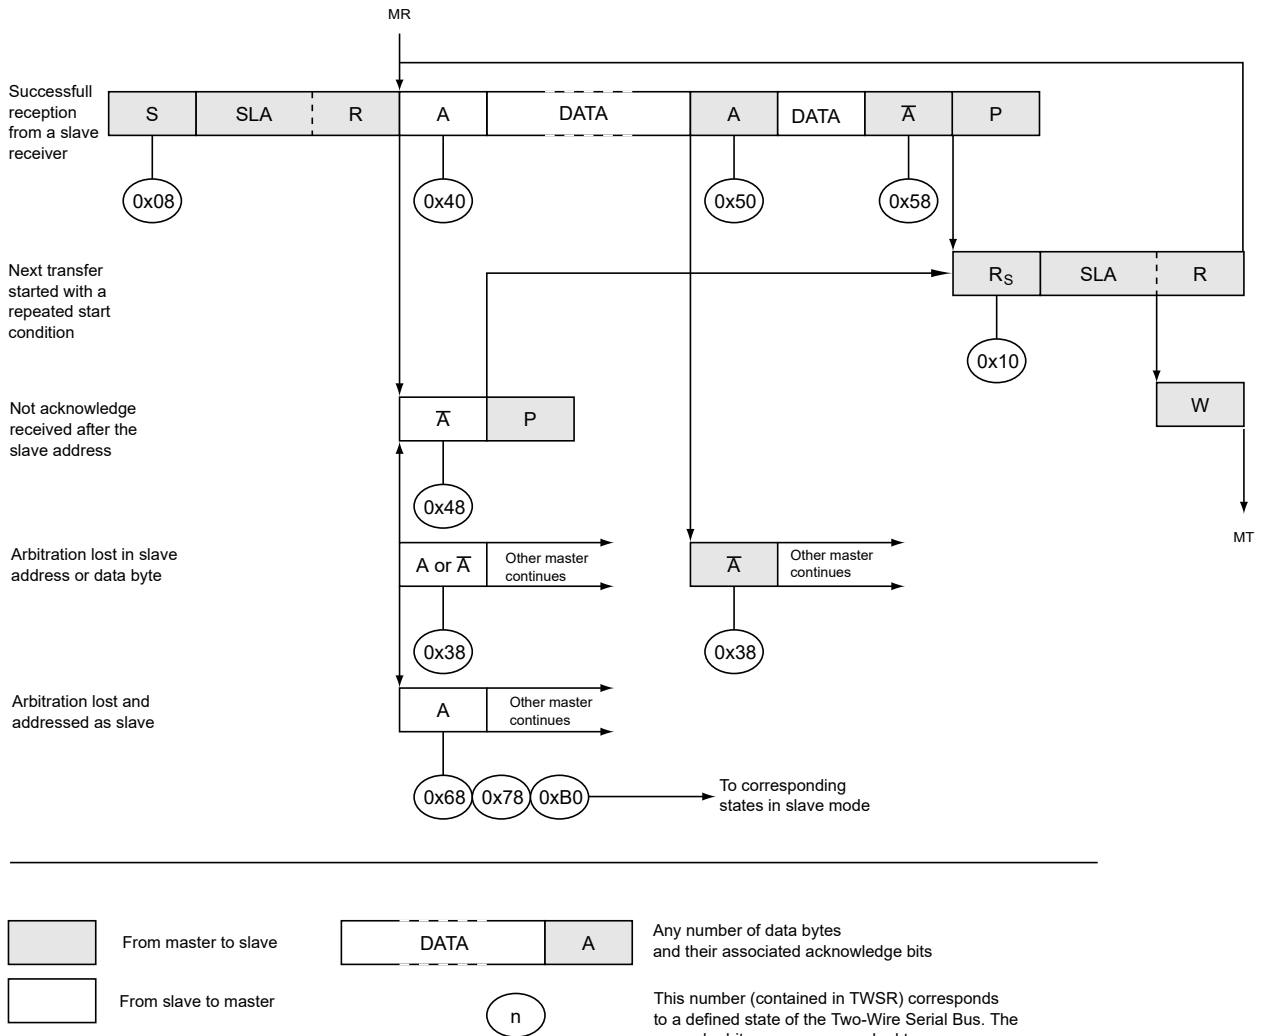 MR
Successfull
reception
from a slave
receiver
S SLA R A DATA A DATA A̅ P
0x08 0x40 0x50 0x58
Next transfer
started with a
repeated start
condition
RS SLA R
0x10
Not acknowledge
received after the
slave address
A̅ P
W
0x48
MT
Arbitration lost in slave
address or data byte
A or A̅ Other master
continues
A̅ Other master
continues
0x38 0x38
Arbitration lost and
addressed as slave
A Other master
continues
0x68 0x78 0xB0
To corresponding
states in slave mode
From master to slave
DATA A
Any number of data bytes
and their associated acknowledge bits
From slave to master
n
This number (contained in TWSR) corresponds
to a defined state of the Two-Wire Serial Bus. The